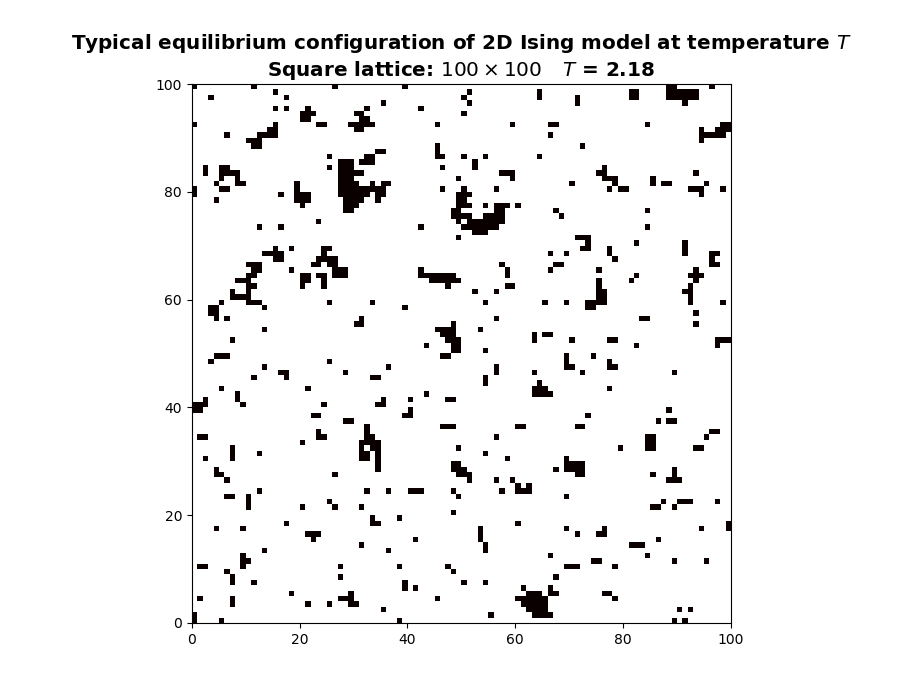 Typical equilibrium configuration of 2D Ising model at temperature T
Square lattice: 100 × 100 T = 2.18
100
80
60
40
20
0
0 20 40 60 80 100